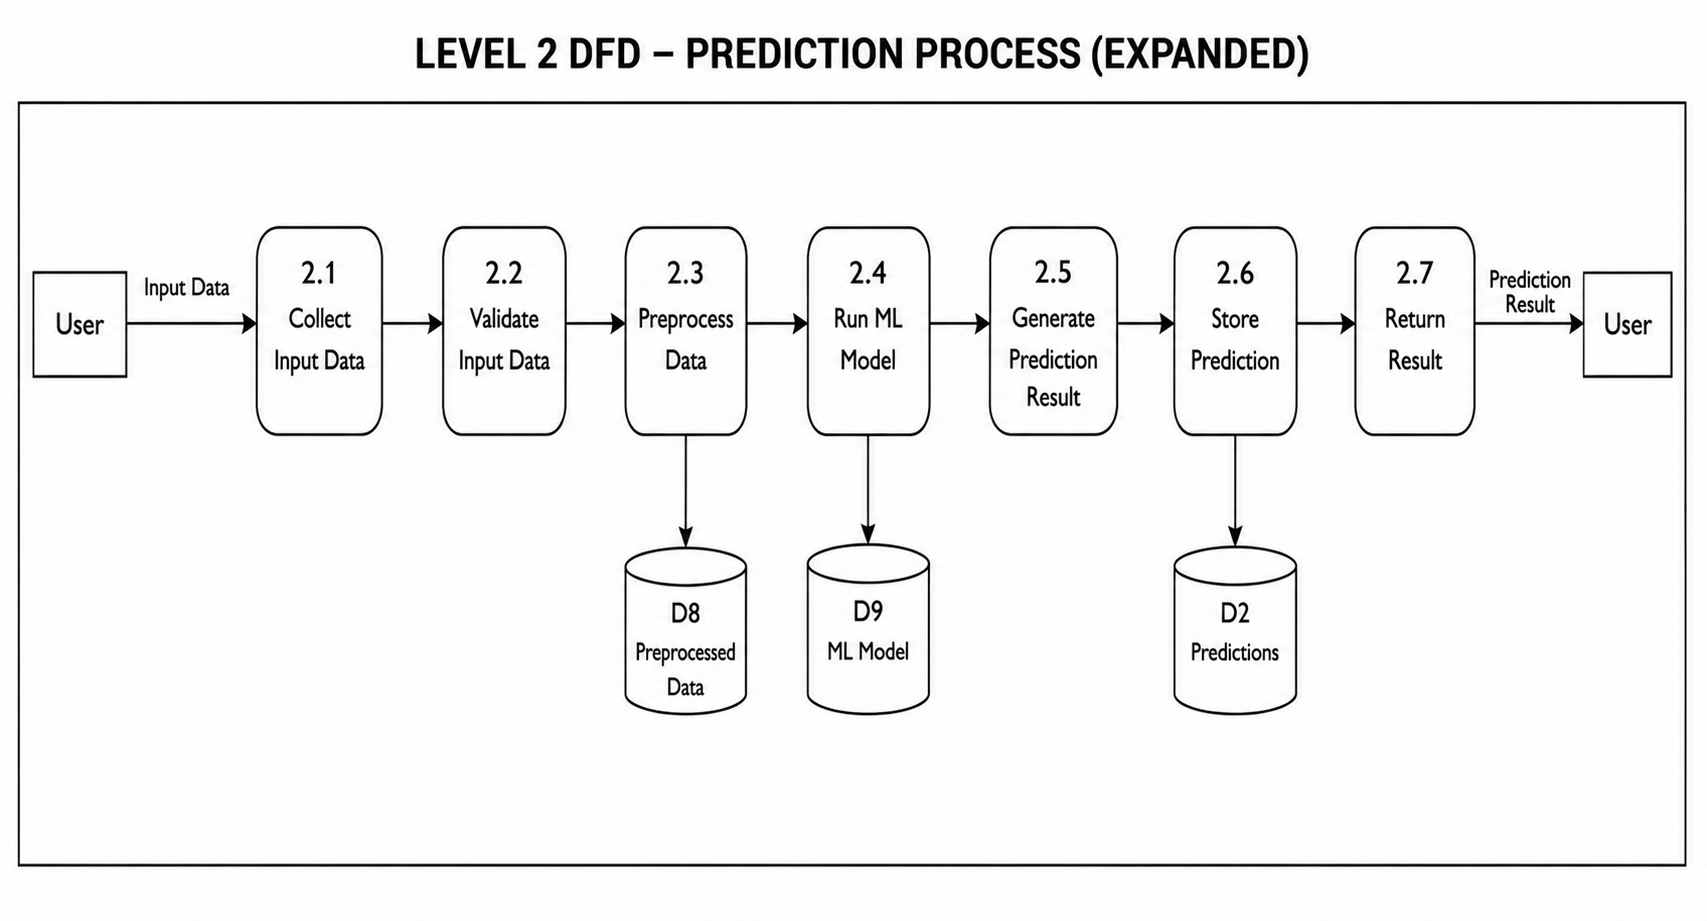 LEVEL 2 DFD – PREDICTION PROCESS (EXPANDED)
User
Input Data
2.1
Collect
Input Data
2.2
Validate
Input Data
2.3
Preprocess
Data
2.4
Run ML
Model
2.5
Generate
Prediction
Result
2.6
Store
Prediction
2.7
Return
Result
Prediction
Result
User
D8
Preprocessed
Data
D9
ML Model
D2
Predictions